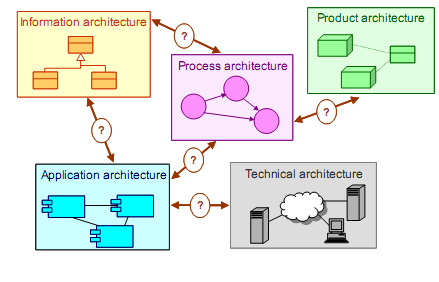 Information architecture
Product architecture
?
Process architecture
?
?
?
Application architecture
Technical architecture
?